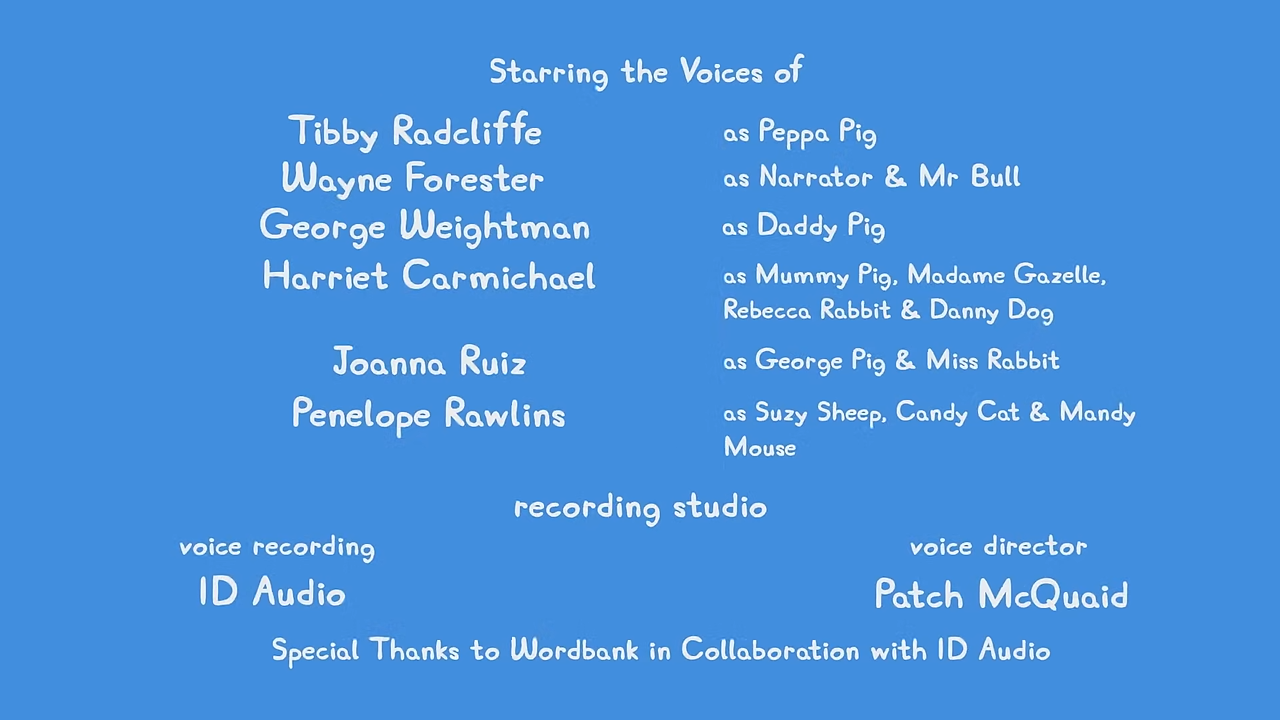 Starring the Voices of
Tibby Radcliffe as Peppa Pig
Wayne Forester as Narrator & Mr Bull
George Weightman as Daddy Pig
Harriet Carmichael as Mummy Pig, Madame Gazelle,
Rebecca Rabbit & Danny Dog
Joanna Ruiz as George Pig & Miss Rabbit
Penelope Rawlins as Suzy Sheep, Candy Cat & Mandy
Mouse
recording studio
voice recording voice director
ID Audio Patch McQuaid
Special Thanks to Wordbank in Collaboration with ID Audio